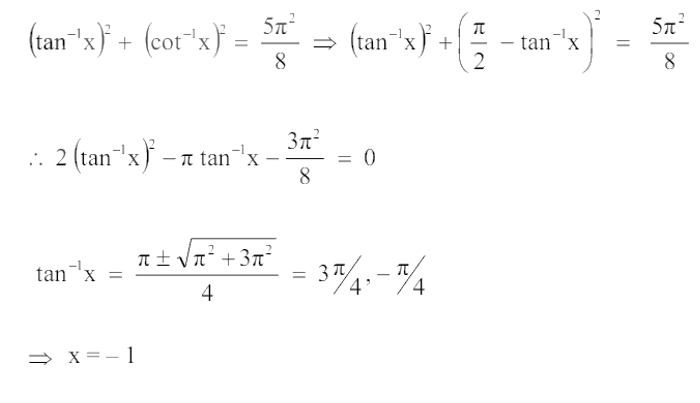 (tan⁻¹x)² + (cot⁻¹x)² = 5π²/8 ⇒ (tan⁻¹x)² + (π/2 − tan⁻¹x)² = 5π²/8
∴ 2(tan⁻¹x)² − π tan⁻¹x − 3π²/8 = 0
tan⁻¹x = (π ± √(π² + 3π²))/4 = 3π/4, −π/4
⇒ x = − 1